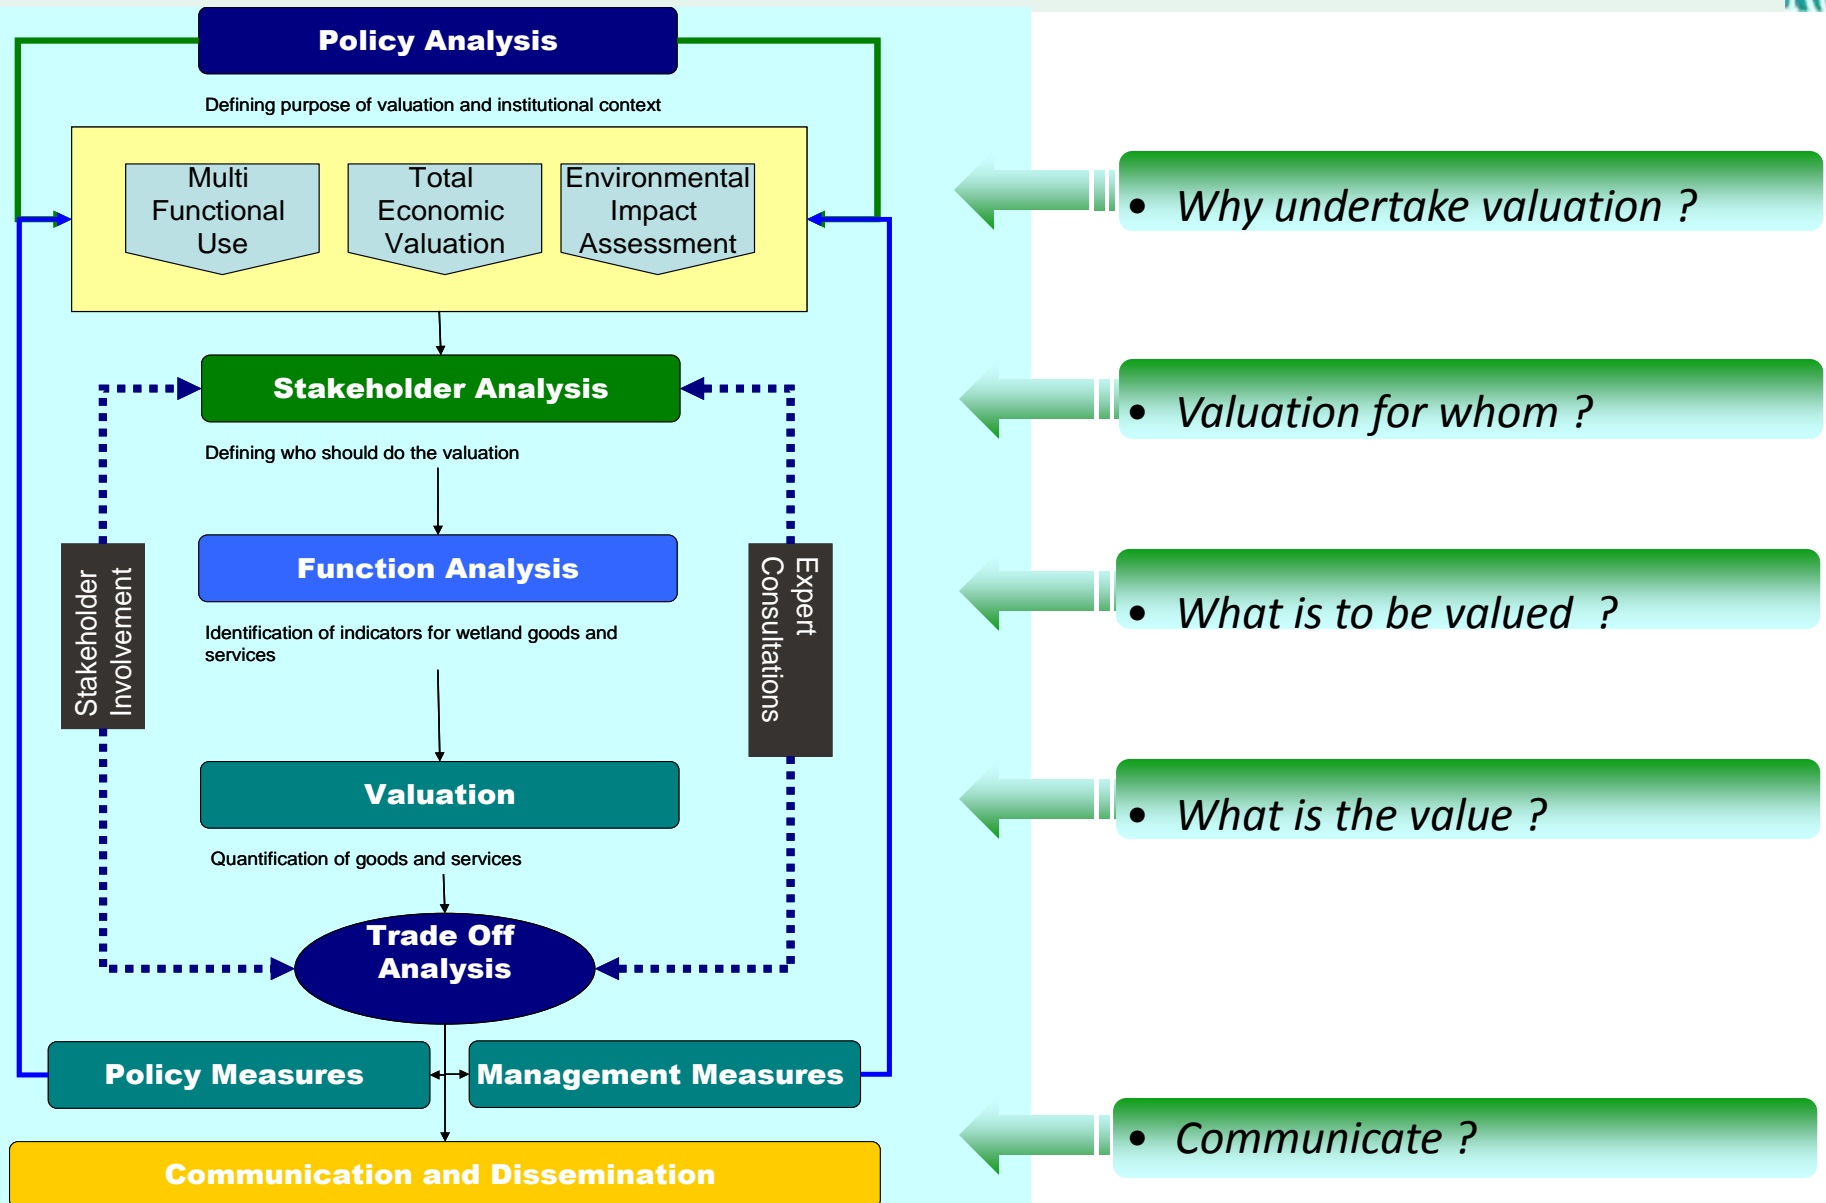 Policy Analysis
Defining purpose of valuation and institutional context
Multi
Functional
Use
Total
Economic
Valuation
Environmental
Impact
Assessment
• Why undertake valuation ?
Stakeholder Analysis
• Valuation for whom ?
Defining who should do the valuation
Stakeholder
Involvement
Function Analysis
Expert
Consultations
• What is to be valued ?
Identification of indicators for wetland goods and
services
Valuation
• What is the value ?
Quantification of goods and services
Trade Off
Analysis
Policy Measures
Management Measures
• Communicate ?
Communication and Dissemination